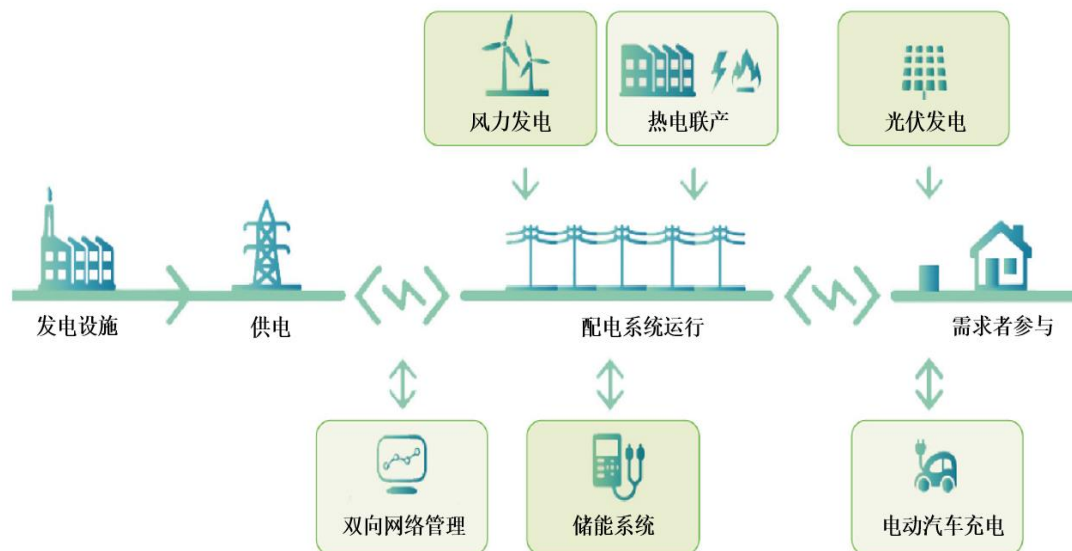 风力发电
热电联产
光伏发电
发电设施
供电
配电系统运行
需求者参与
双向网络管理
储能系统
电动汽车充电